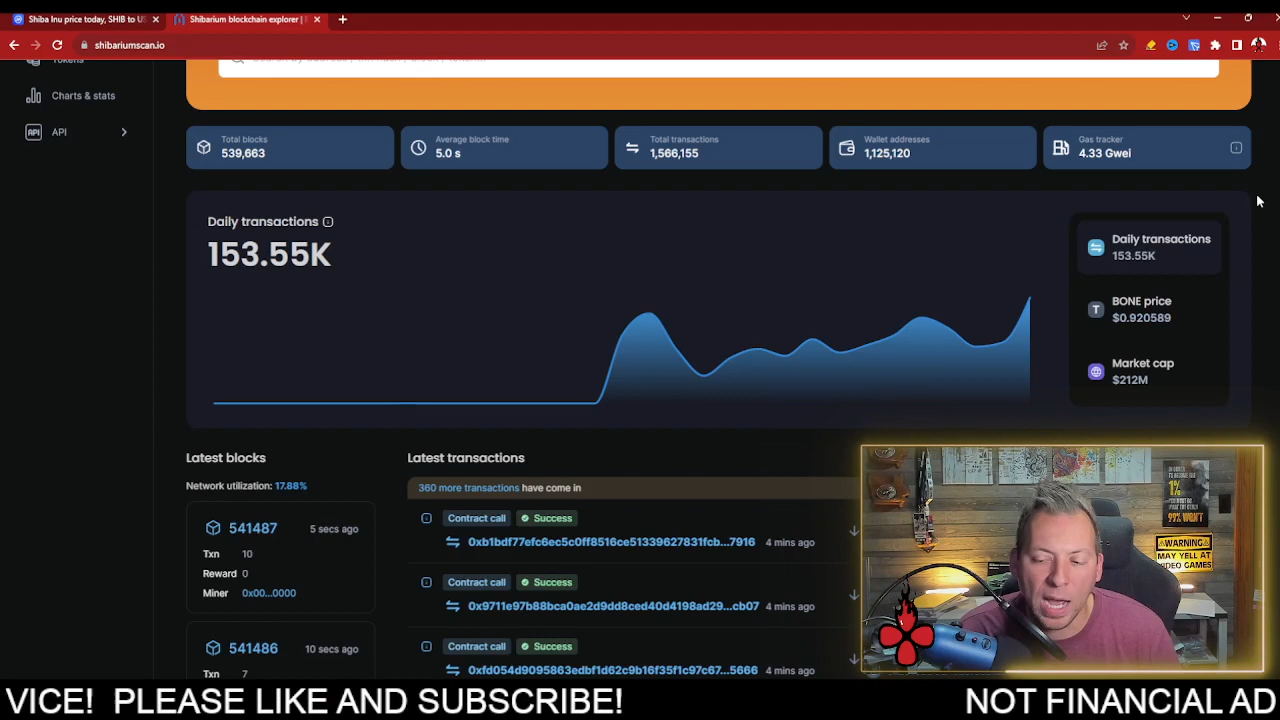 Shiba Inu price today, SHIB to U
Shibarium blockchain explorer |
shibariumscan.io
Tokens
Charts & stats
API API
Total blocks
539,663
Average block time
5.0 s
Total transactions
1,566,155
Wallet addresses
1,125,120
Gas tracker
4.33 Gwei
Daily transactions
153.55K
Daily transactions
153.55K
T
BONE price
$0.920589
Market cap
$212M
Latest blocks
Network utilization: 17.88%
541487 5 secs ago
Txn 10
Reward 0
Miner 0x00...0000
541486 10 secs ago
Txn 7
Latest transactions
360 more transactions have come in
Contract call Success
0xb1bdf77efc6ec5c0ff8516ce51339627831fcb...7916 4 mins ago
Contract call Success
0x9711e97b88bca0ae2d9dd8ced40d4198ad29...cb07 4 mins ago
Contract call Success
0xfd054d9095863edbf1d62c9b16f35f1c97c67...5666 4 mins ago
1%
99% WON'T
WARNING
MAY YELL AT
VIDEO GAMES
VICE! PLEASE LIKE AND SUBSCRIBE! NOT FINANCIAL AD